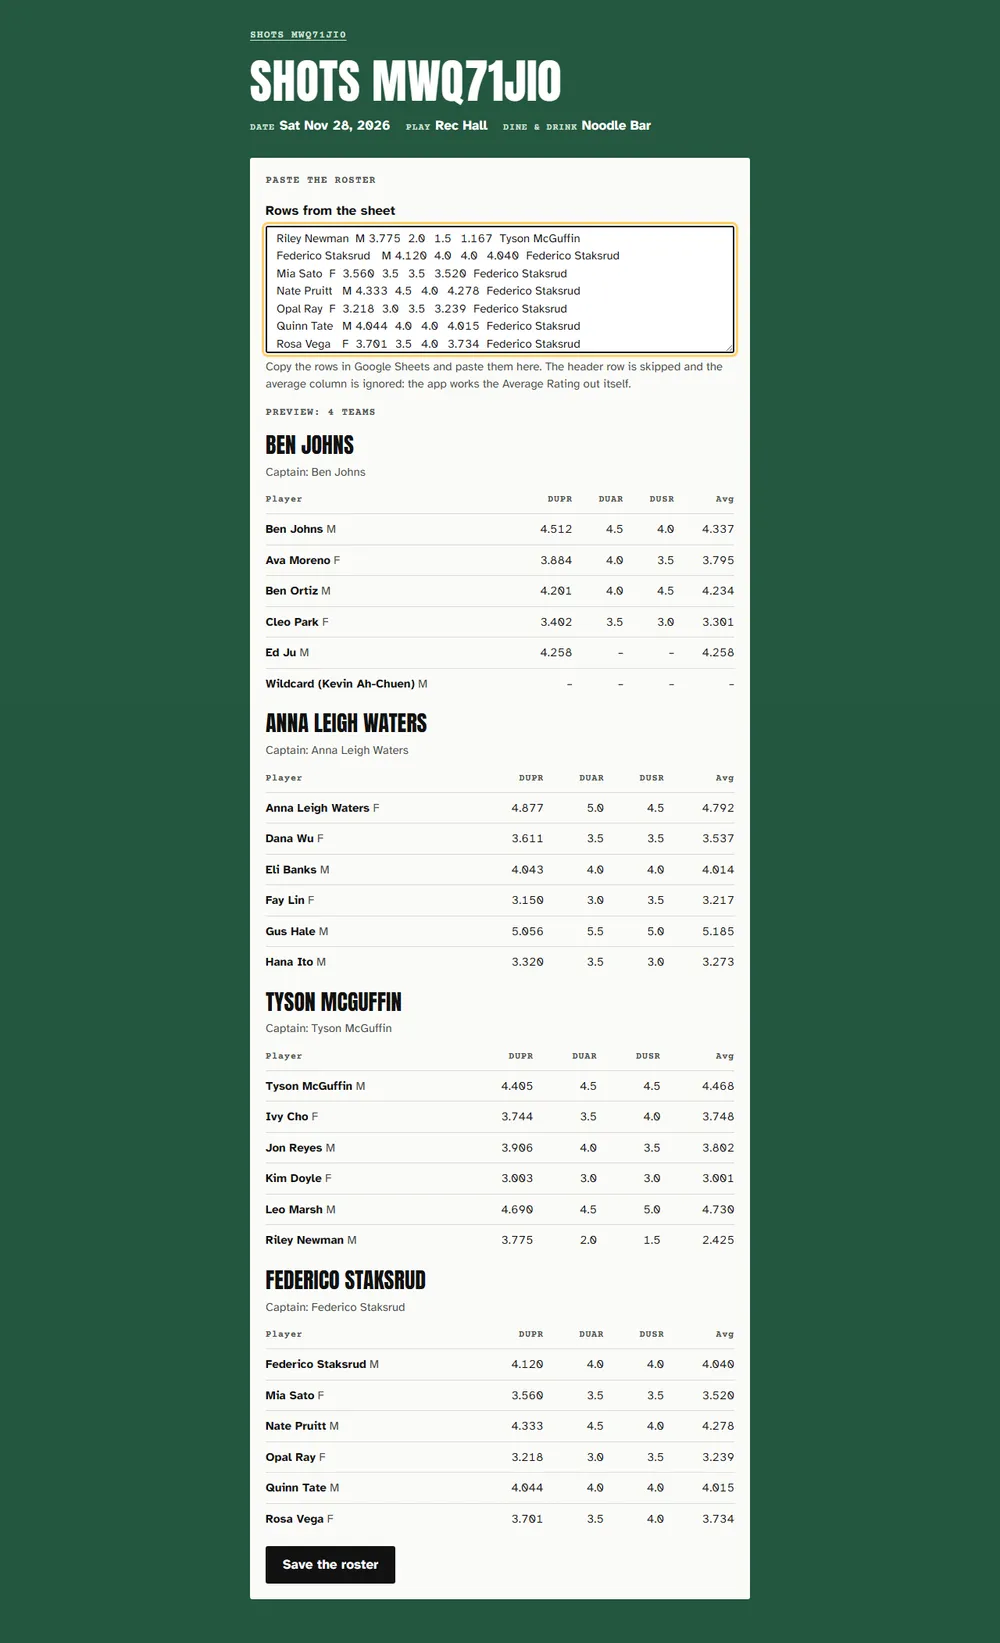 SHOTS MWQ71JI0
SHOTS MWQ71JI0
DATE Sat Nov 28, 2026 PLAY Rec Hall DINE & DRINK Noodle Bar
PASTE THE ROSTER
Rows from the sheet
Riley Newman M 3.775 2.0 1.5 1.167 Tyson McGuffin
Federico Staksrud M 4.120 4.0 4.0 4.040 Federico Staksrud
Mia Sato F 3.560 3.5 3.5 3.520 Federico Staksrud
Nate Pruitt M 4.333 4.5 4.0 4.278 Federico Staksrud
Opal Ray F 3.218 3.0 3.5 3.239 Federico Staksrud
Quinn Tate M 4.044 4.0 4.0 4.015 Federico Staksrud
Rosa Vega F 3.701 3.5 4.0 3.734 Federico Staksrud
Copy the rows in Google Sheets and paste them here. The header row is skipped and the
average column is ignored: the app works the Average Rating out itself.
PREVIEW: 4 TEAMS
BEN JOHNS
Captain: Ben Johns
Player DUPR DUAR DUSR Avg
Ben Johns M 4.512 4.5 4.0 4.337
Ava Moreno F 3.884 4.0 3.5 3.795
Ben Ortiz M 4.201 4.0 4.5 4.234
Cleo Park F 3.402 3.5 3.0 3.301
Ed Ju M 4.258 – – 4.258
Wildcard (Kevin Ah-Chuen) M – – – –
ANNA LEIGH WATERS
Captain: Anna Leigh Waters
Player DUPR DUAR DUSR Avg
Anna Leigh Waters F 4.877 5.0 4.5 4.792
Dana Wu F 3.611 3.5 3.5 3.537
Eli Banks M 4.043 4.0 4.0 4.014
Fay Lin F 3.150 3.0 3.5 3.217
Gus Hale M 5.056 5.5 5.0 5.185
Hana Ito M 3.320 3.5 3.0 3.273
TYSON MCGUFFIN
Captain: Tyson McGuffin
Player DUPR DUAR DUSR Avg
Tyson McGuffin M 4.405 4.5 4.5 4.468
Ivy Cho F 3.744 3.5 4.0 3.748
Jon Reyes M 3.906 4.0 3.5 3.802
Kim Doyle F 3.003 3.0 3.0 3.001
Leo Marsh M 4.690 4.5 5.0 4.730
Riley Newman M 3.775 2.0 1.5 2.425
FEDERICO STAKSRUD
Captain: Federico Staksrud
Player DUPR DUAR DUSR Avg
Federico Staksrud M 4.120 4.0 4.0 4.040
Mia Sato F 3.560 3.5 3.5 3.520
Nate Pruitt M 4.333 4.5 4.0 4.278
Opal Ray F 3.218 3.0 3.5 3.239
Quinn Tate M 4.044 4.0 4.0 4.015
Rosa Vega F 3.701 3.5 4.0 3.734
Save the roster